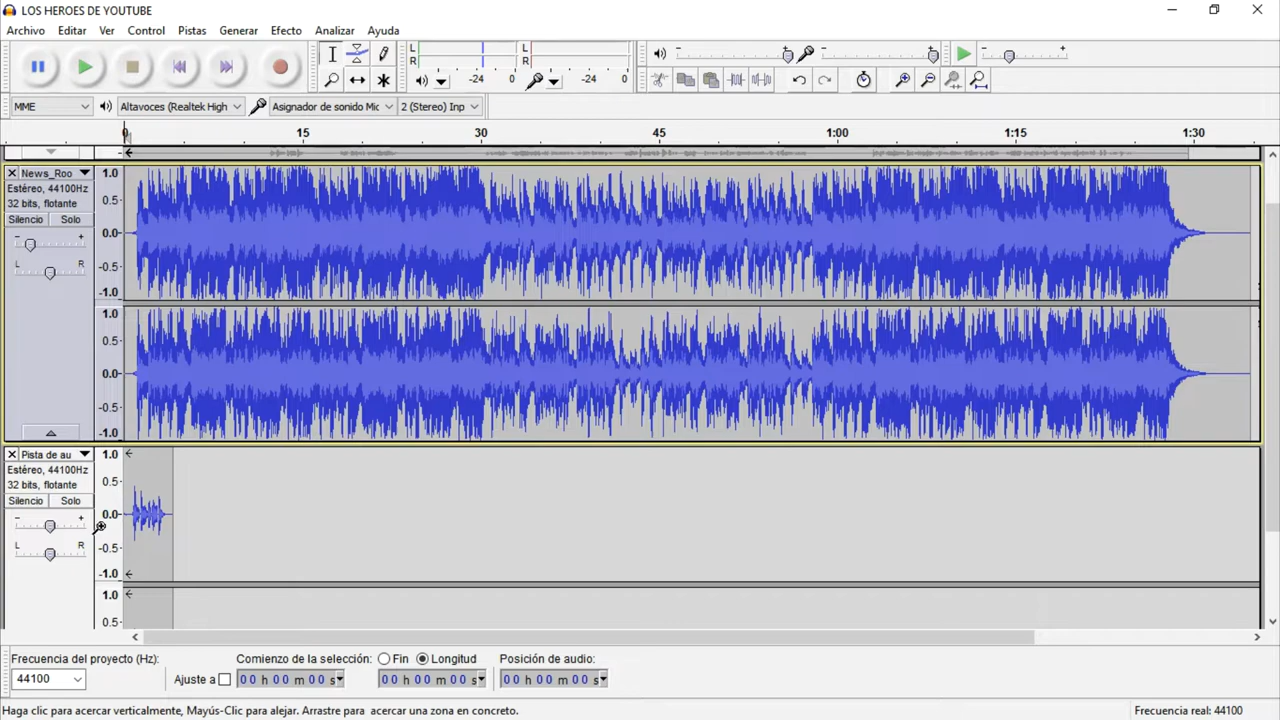 LOS HEROES DE YOUTUBE
Archivo Editar Ver Control Pistas Generar Efecto Analizar Ayuda
L
R
-24 0
L
R
-24 0
MME Altavoces (Realtek High Asignador de sonido Mic 2 (Stereo) Inp
0 15 30 45 1:00 1:15 1:30
News_Roo
Estéreo, 44100Hz
32 bits, flotante
Silencio Solo
- +
L R
1.0
0.5
0.0-
-0.5
-1.0
1.0
0.5
0.0-
-0.5
-1.0
Pista de au
Estéreo, 44100Hz
32 bits, flotante
Silencio Solo
- +
L R
1.0
0.5
0.0
-0.5
-1.0
1.0
0.5
Frecuencia del proyecto (Hz): Comienzo de la selección: Fin Longitud Posición de audio:
44100 Ajuste a 00 h 00 m 00 s 00 h 00 m 00 s 00 h 00 m 00 s
Haga clic para acercar verticalmente, Mayús-Clic para alejar. Arrastre para acercar una zona en concreto. Frecuencia real: 44100